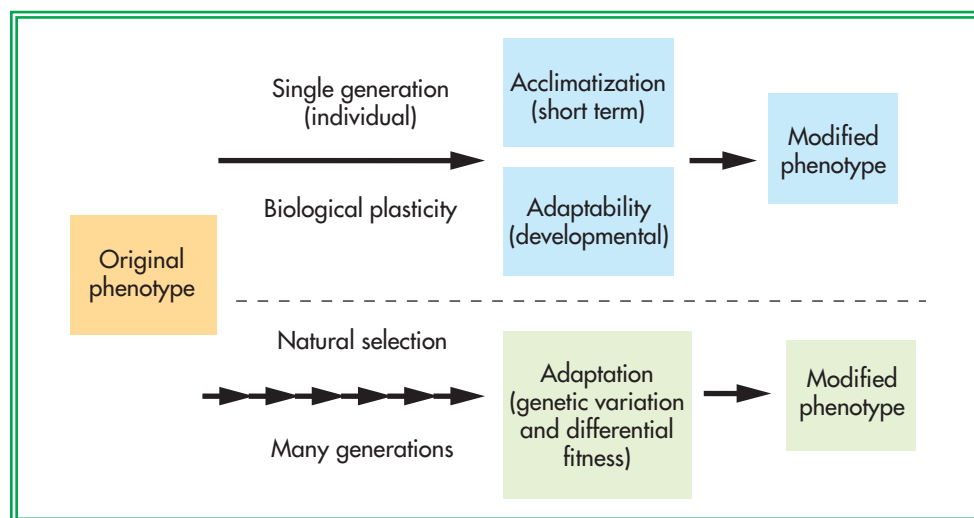 Single generation
(individual)
Biological plasticity
Acclimatization
(short term)
Adaptability
(developmental)
Modified
phenotype
Original
phenotype
Natural selection
Many generations
Adaptation
(genetic variation
and differential
fitness)
Modified
phenotype